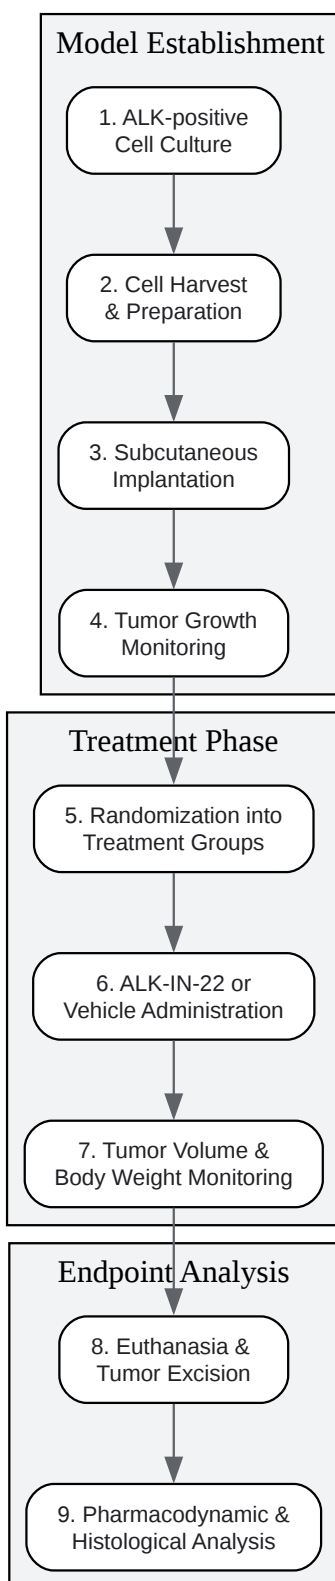 Model Establishment
1. ALK-positive
Cell Culture
2. Cell Harvest
& Preparation
3. Subcutaneous
Implantation
4. Tumor Growth
Monitoring
Treatment Phase
5. Randomization into
Treatment Groups
6. ALK-IN-22 or
Vehicle Administration
7. Tumor Volume &
Body Weight Monitoring
Endpoint Analysis
8. Euthanasia &
Tumor Excision
9. Pharmacodynamic &
Histological Analysis